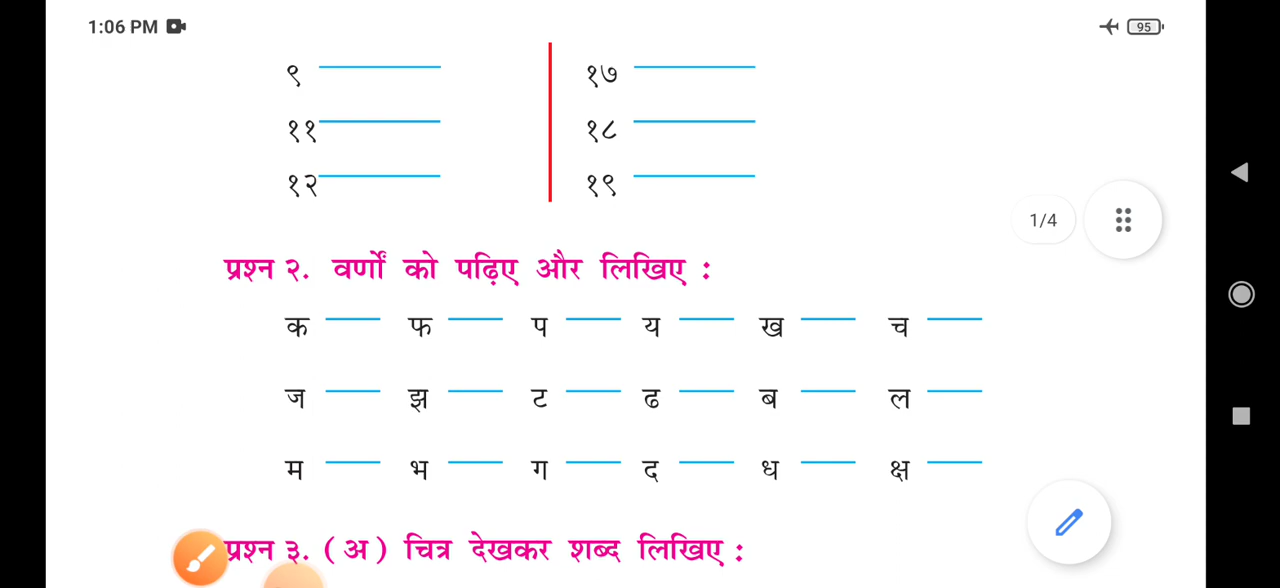 1:06 PM 95
९ १७
११ १८
१२ १९
1/4
प्रश्न २. वर्णों को पढ़िए और लिखिए :
क फ प य ख च
ज झ ट ढ ब ल
म भ ग द ध क्ष
प्रश्न ३. (अ) चित्र देखकर शब्द लिखिए :